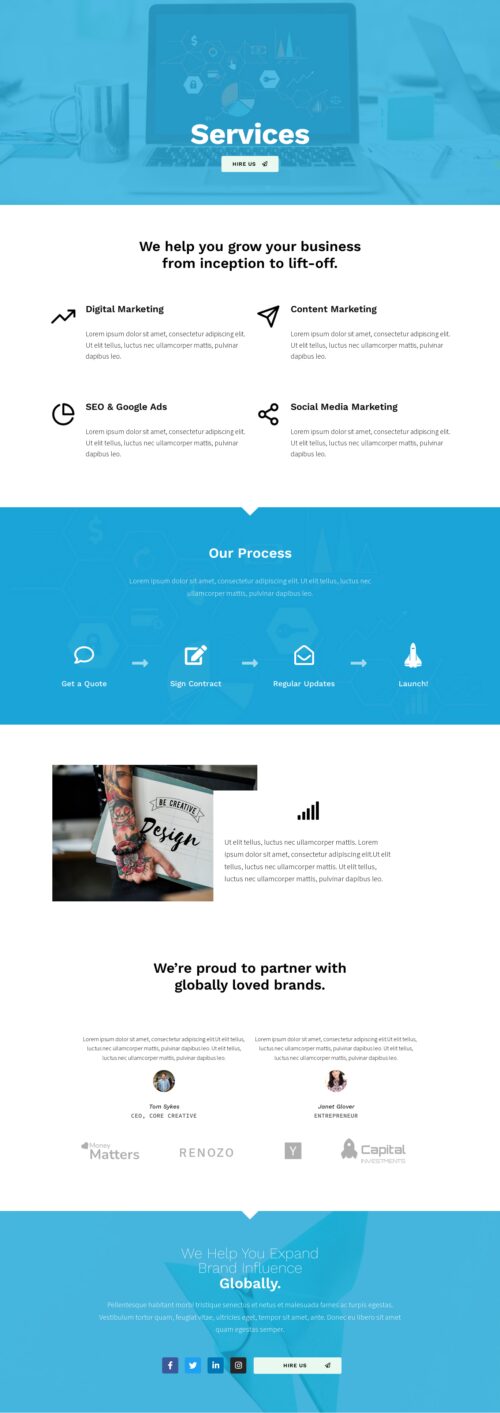 Services
HIRE US
We help you grow your business
from inception to lift-off.
Digital Marketing
Lorem ipsum dolor sit amet, consectetur adipiscing elit.
Ut elit tellus, luctus nec ullamcorper mattis, pulvinar
dapibus leo.
Content Marketing
Lorem ipsum dolor sit amet, consectetur adipiscing elit.
Ut elit tellus, luctus nec ullamcorper mattis, pulvinar
dapibus leo.
SEO & Google Ads
Lorem ipsum dolor sit amet, consectetur adipiscing elit.
Ut elit tellus, luctus nec ullamcorper mattis, pulvinar
dapibus leo.
Social Media Marketing
Lorem ipsum dolor sit amet, consectetur adipiscing elit.
Ut elit tellus, luctus nec ullamcorper mattis, pulvinar
dapibus leo.
Our Process
Lorem ipsum dolor sit amet, consectetur adipiscing elit. Ut elit tellus, luctus nec
ullamcorper mattis, pulvinar dapibus leo.
Get a Quote
Sign Contract
Regular Updates
Launch!
BE CREATIVE
Design
Ut elit tellus, luctus nec ullamcorper mattis. Lorem
ipsum dolor sit amet, consectetur adipiscing elit.Ut elit
tellus, luctus nec ullamcorper mattis. Ut elit tellus,
luctus nec ullamcorper mattis, pulvinar dapibus leo.
We're proud to partner with
globally loved brands.
Lorem ipsum dolor sit amet, consectetur adipiscing elit. Ut elit tellus,
luctus nec ullamcorper mattis, pulvinar dapibus leo. Ut elit tellus,
luctus nec ullamcorper mattis, pulvinar dapibus leo.
Tom Sykes
CEO, CORE CREATIVE
Lorem ipsum dolor sit amet, consectetur adipiscing elit. Ut elit tellus,
luctus nec ullamcorper mattis, pulvinar dapibus leo. Ut elit tellus,
luctus nec ullamcorper mattis, pulvinar dapibus leo.
Janet Glover
ENTREPRENEUR
Money
Matters
RENOZO
Y
Capital
INVESTMENTS
We Help You Expand
Brand Influence
Globally.
Pellentesque habitant morbi tristique senectus et netus et malesuada fames ac turpis egestas.
Vestibulum tortor quam, feugiat vitae, ultricies eget, tempor sit amet, ante. Donec eu libero sit amet
quam egestas semper.
HIRE US